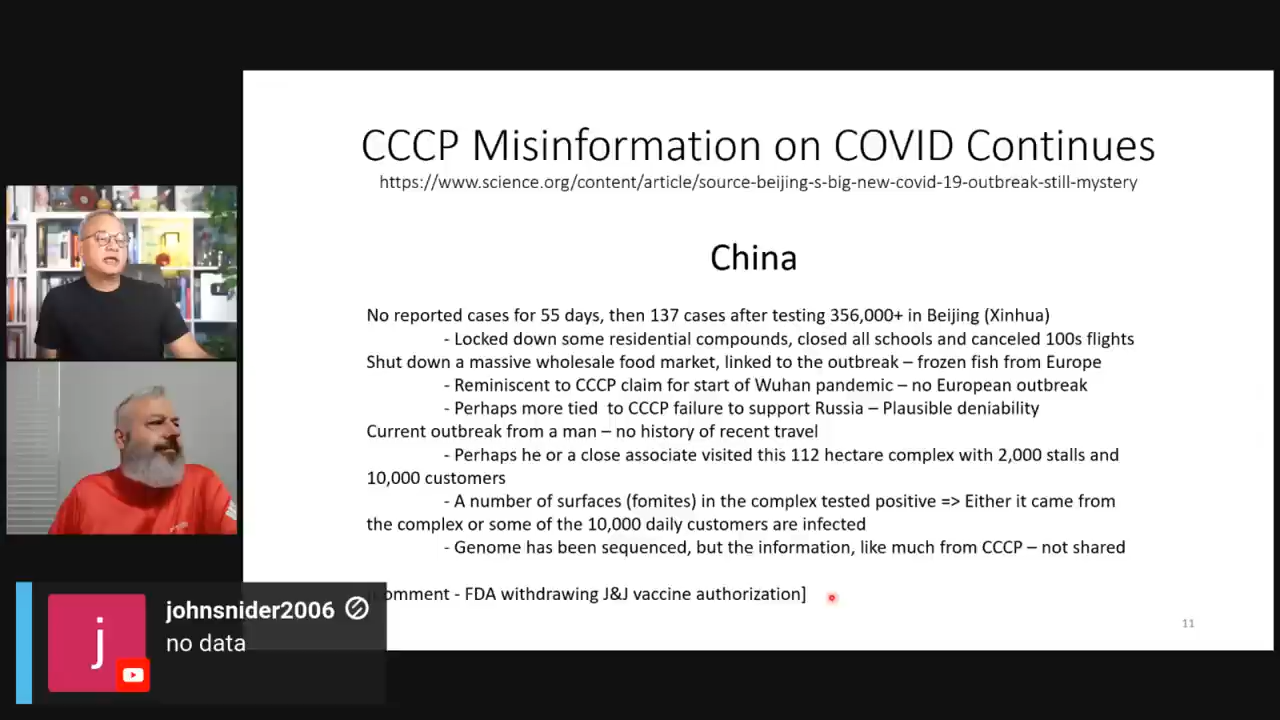 CCCP Misinformation on COVID Continues
https://www.science.org/content/article/source-beijing-s-big-new-covid-19-outbreak-still-mystery
China
No reported cases for 55 days, then 137 cases after testing 356,000+ in Beijing (Xinhua)
- Locked down some residential compounds, closed all schools and canceled 100s flights
Shut down a massive wholesale food market, linked to the outbreak – frozen fish from Europe
- Reminiscent to CCCP claim for start of Wuhan pandemic – no European outbreak
- Perhaps more tied to CCCP failure to support Russia – Plausible deniability
Current outbreak from a man – no history of recent travel
- Perhaps he or a close associate visited this 112 hectare complex with 2,000 stalls and
10,000 customers
- A number of surfaces (fomites) in the complex tested positive => Either it came from
the complex or some of the 10,000 daily customers are infected
- Genome has been sequenced, but the information, like much from CCCP – not shared
omment - FDA withdrawing J&J vaccine authorization]
11
j
johnsnider2006
no data